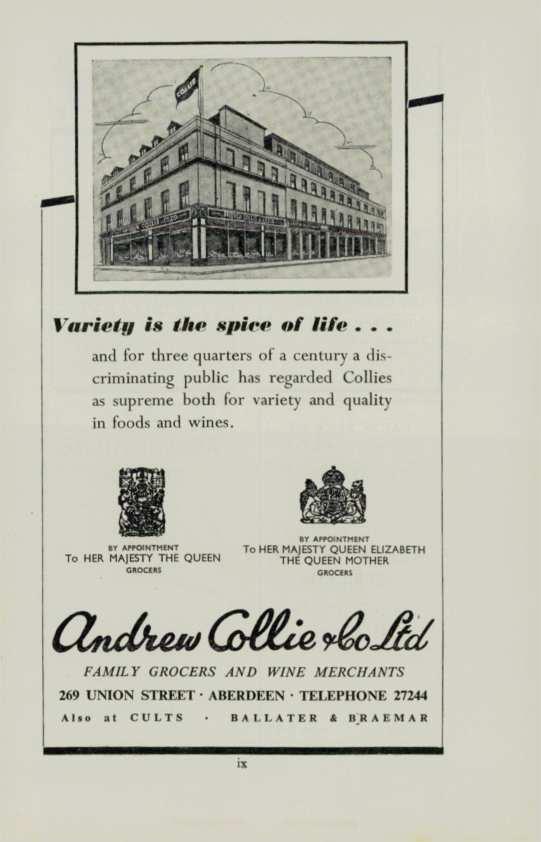 COLLIE
Variety is the spice of life . . .
and for three quarters of a century a dis-
criminating public has regarded Collies
as supreme both for variety and quality
in foods and wines.
BY APPOINTMENT
To HER MAJESTY THE QUEEN
GROCERS
BY APPOINTMENT
To HER MAJESTY QUEEN ELIZABETH
THE QUEEN MOTHER
GROCERS
Andrew Collie & Co Ltd
FAMILY GROCERS AND WINE MERCHANTS
269 UNION STREET · ABERDEEN · TELEPHONE 27244
Also at CULTS · BALLATER & BRAEMAR
ix